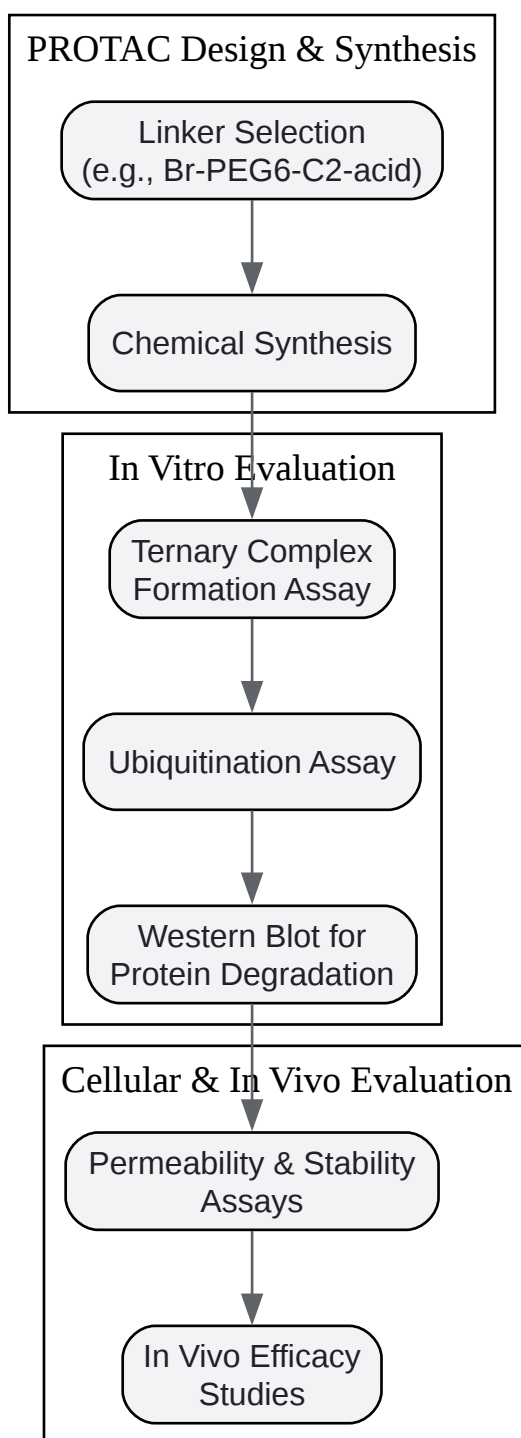 PROTAC Design & Synthesis
Linker Selection
(e.g., Br-PEG6-C2-acid)
Chemical Synthesis
In Vitro Evaluation
Ternary Complex
Formation Assay
Ubiquitination Assay
Western Blot for
Protein Degradation
Cellular & In Vivo Evaluation
Permeability & Stability
Assays
In Vivo Efficacy
Studies